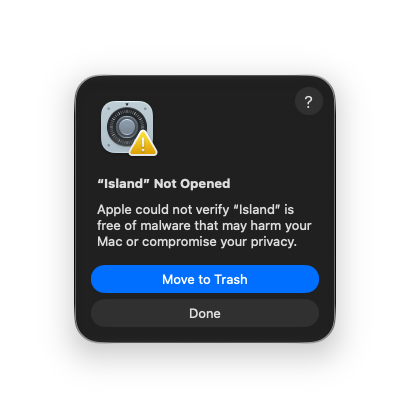 ?
“Island” Not Opened
Apple could not verify “Island” is
free of malware that may harm your
Mac or compromise your privacy.
Move to Trash
Done